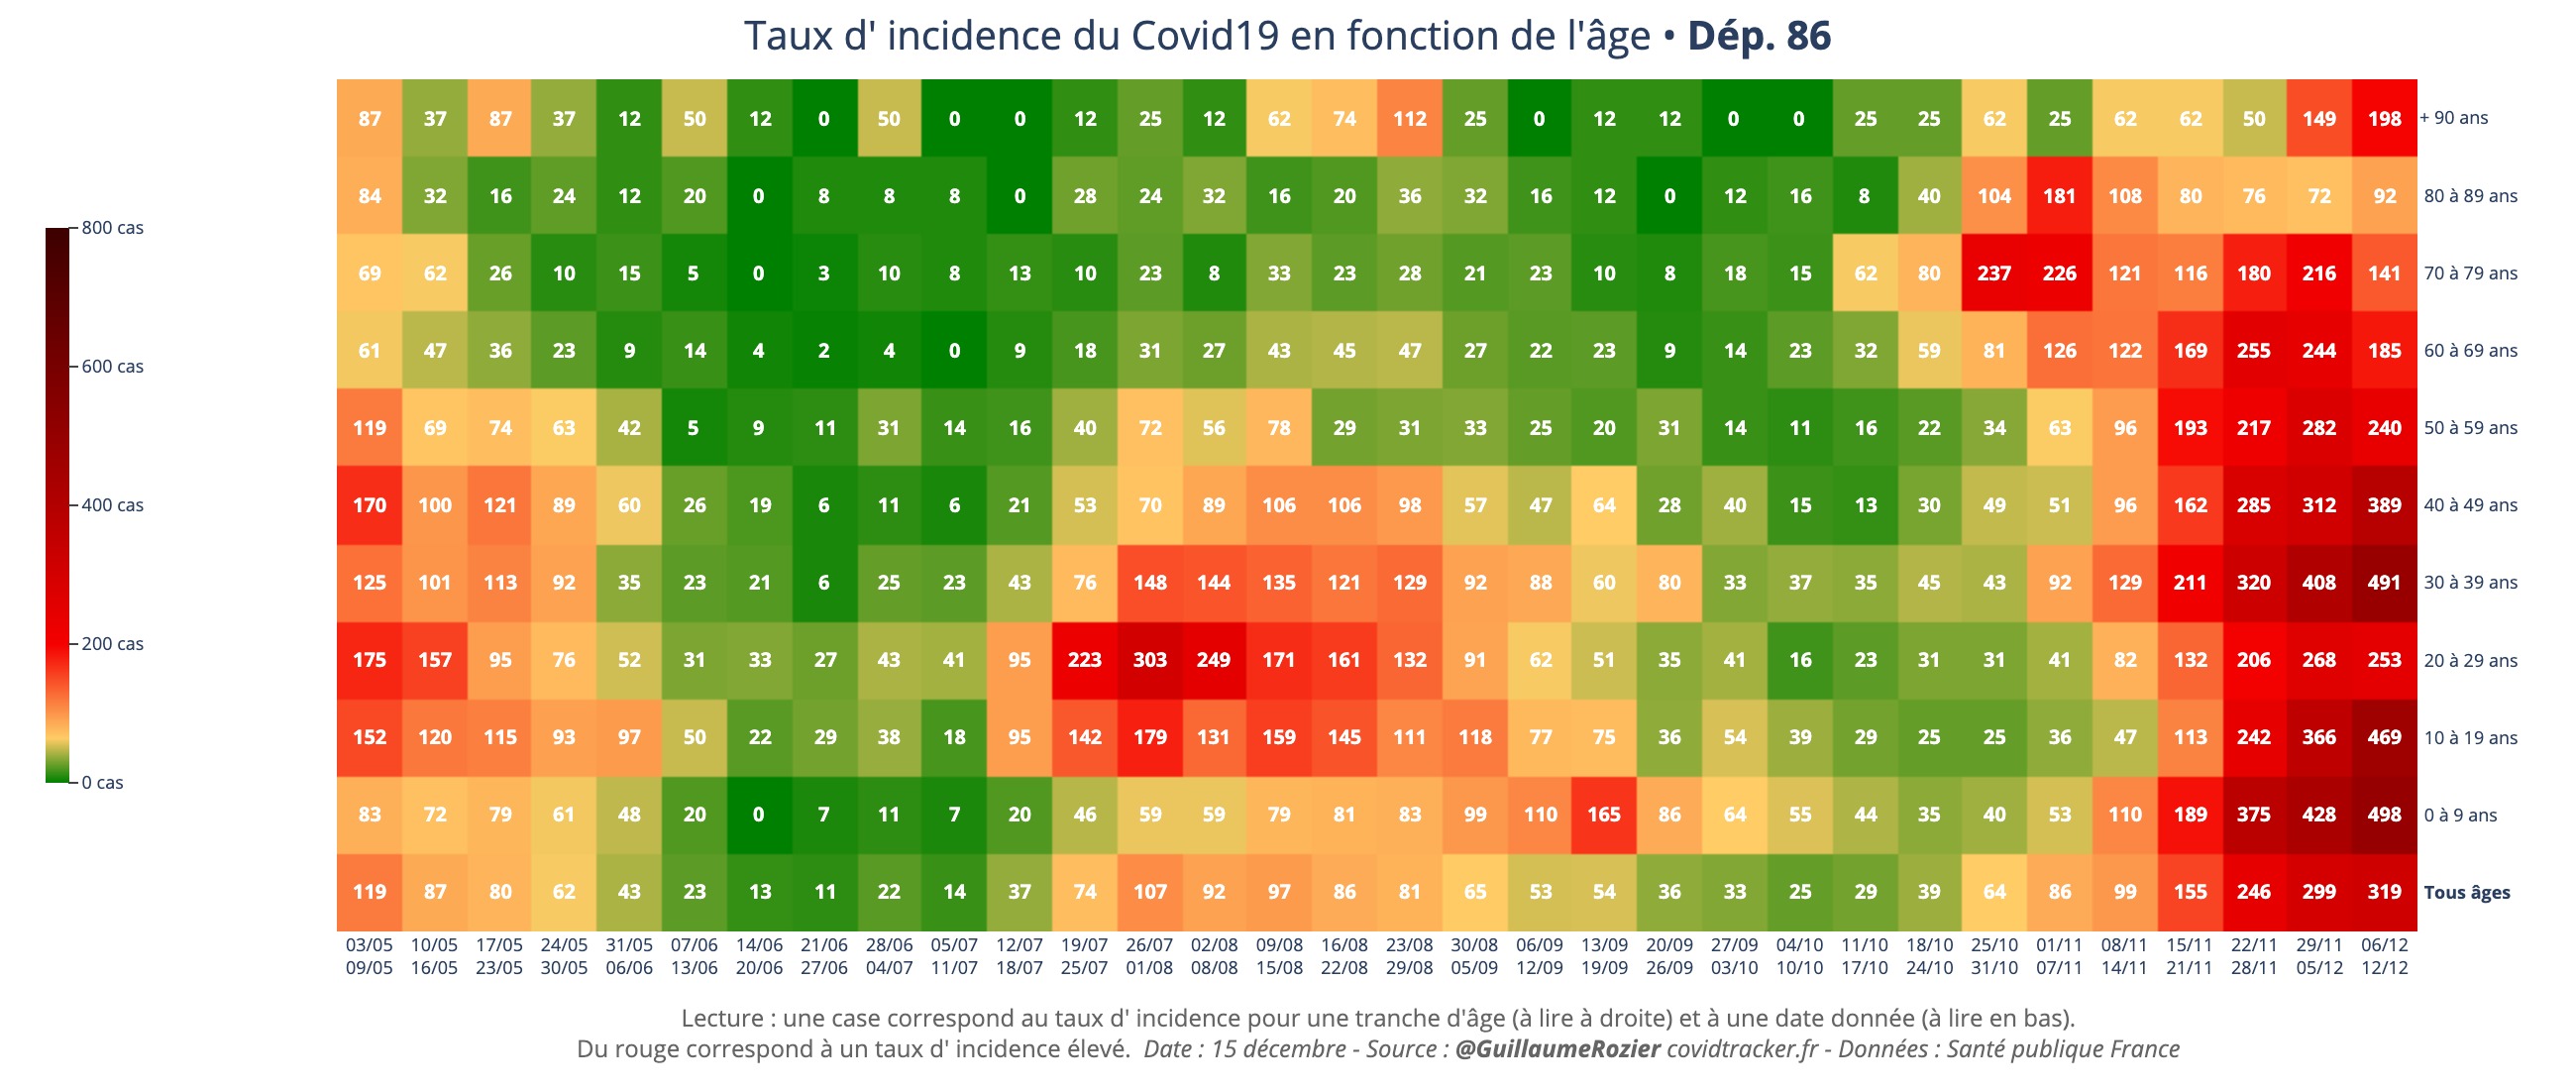 Taux d' incidence du Covid19 en fonction de l'âge • Dép. 86
800 cas
600 cas
400 cas
200 cas
0 cas
87 37 87 37 12 50 12 0 50 0 0 12 25 12 62 74 112 25 0 12 12 0 0 25 25 62 25 62 62 50 149 198 + 90 ans
84 32 16 24 12 20 0 8 8 8 0 28 24 32 16 20 36 32 16 12 0 12 16 8 40 104 181 108 80 76 72 92 80 à 89 ans
69 62 26 10 15 5 0 3 10 8 13 10 23 8 33 23 28 21 23 10 8 18 15 62 80 237 226 121 116 180 216 141 70 à 79 ans
61 47 36 23 9 14 4 2 4 0 9 18 31 27 43 45 47 27 22 23 9 14 23 32 59 81 126 122 169 255 244 185 60 à 69 ans
119 69 74 63 42 5 9 11 31 14 16 40 72 56 78 29 31 33 25 20 31 14 11 16 22 34 63 96 193 217 282 240 50 à 59 ans
170 100 121 89 60 26 19 6 11 6 21 53 70 89 106 106 98 57 47 64 28 40 15 13 30 49 51 96 162 285 312 389 40 à 49 ans
125 101 113 92 35 23 21 6 25 23 43 76 148 144 135 121 129 92 88 60 80 33 37 35 45 43 92 129 211 320 408 491 30 à 39 ans
175 157 95 76 52 31 33 27 43 41 95 223 303 249 171 161 132 91 62 51 35 41 16 23 31 31 41 82 132 206 268 253 20 à 29 ans
152 120 115 93 97 50 22 29 38 18 95 142 179 131 159 145 111 118 77 75 36 54 39 29 25 25 36 47 113 242 366 469 10 à 19 ans
83 72 79 61 48 20 0 7 11 7 20 46 59 59 79 81 83 99 110 165 86 64 55 44 35 40 53 110 189 375 428 498 0 à 9 ans
119 87 80 62 43 23 13 11 22 14 37 74 107 92 97 86 81 65 53 54 36 33 25 29 39 64 86 99 155 246 299 319 Tous âges
03/05 10/05 17/05 24/05 31/05 07/06 14/06 21/06 28/06 05/07 12/07 19/07 26/07 02/08 09/08 16/08 23/08 30/08 06/09 13/09 20/09 27/09 04/10 11/10 18/10 25/10 01/11 08/11 15/11 22/11 29/11 06/12
09/05 16/05 23/05 30/05 06/06 13/06 20/06 27/06 04/07 11/07 18/07 25/07 01/08 08/08 15/08 22/08 29/08 05/09 12/09 19/09 26/09 03/10 10/10 17/10 24/10 31/10 07/11 14/11 21/11 28/11 05/12 12/12
Lecture : une case correspond au taux d' incidence pour une tranche d'âge (à lire à droite) et à une date donnée (à lire en bas).
Du rouge correspond à un taux d' incidence élevé. Date : 15 décembre - Source : @GuillaumeRozier covidtracker.fr - Données : Santé publique France